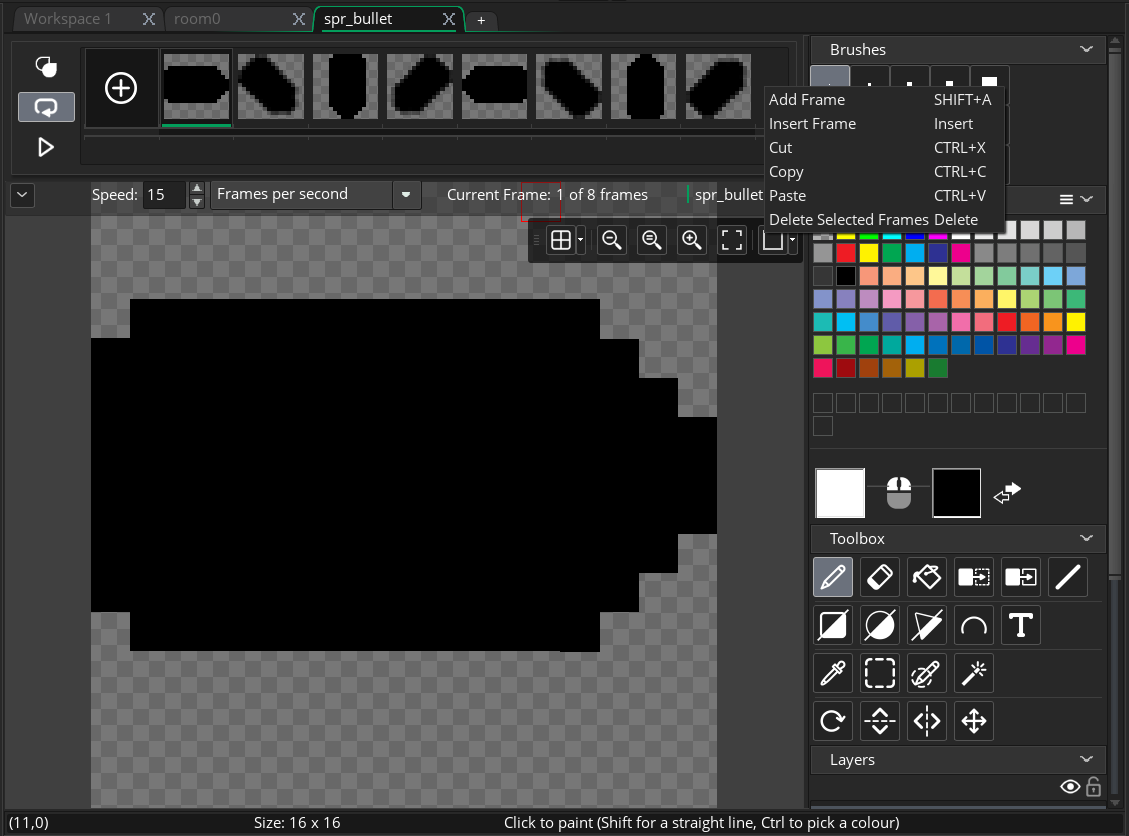 Workspace 1 X room0 X spr_bullet X +
Brushes
Add Frame SHIFT+A
Insert Frame Insert
Cut CTRL+X
Copy CTRL+C
Paste CTRL+V
Delete Selected Frames Delete
Speed: 15 Frames per second Current Frame: 1 of 8 frames spr_bullet
Toolbox
T
Layers
(11,0) Size: 16 x 16 Click to paint (Shift for a straight line, Ctrl to pick a colour)